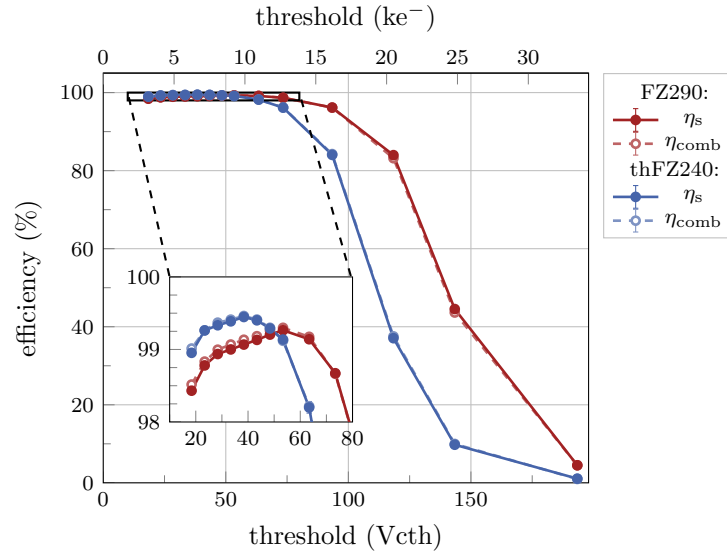 threshold (ke⁻)
0 5 10 15 20 25 30
100
80
60
40
20
0
efficiency (%)
FZ290:
ηs
ηcomb
thFZ240:
ηs
ηcomb
100
99
98
20 40 60 80
0 50 100 150
threshold (Vcth)